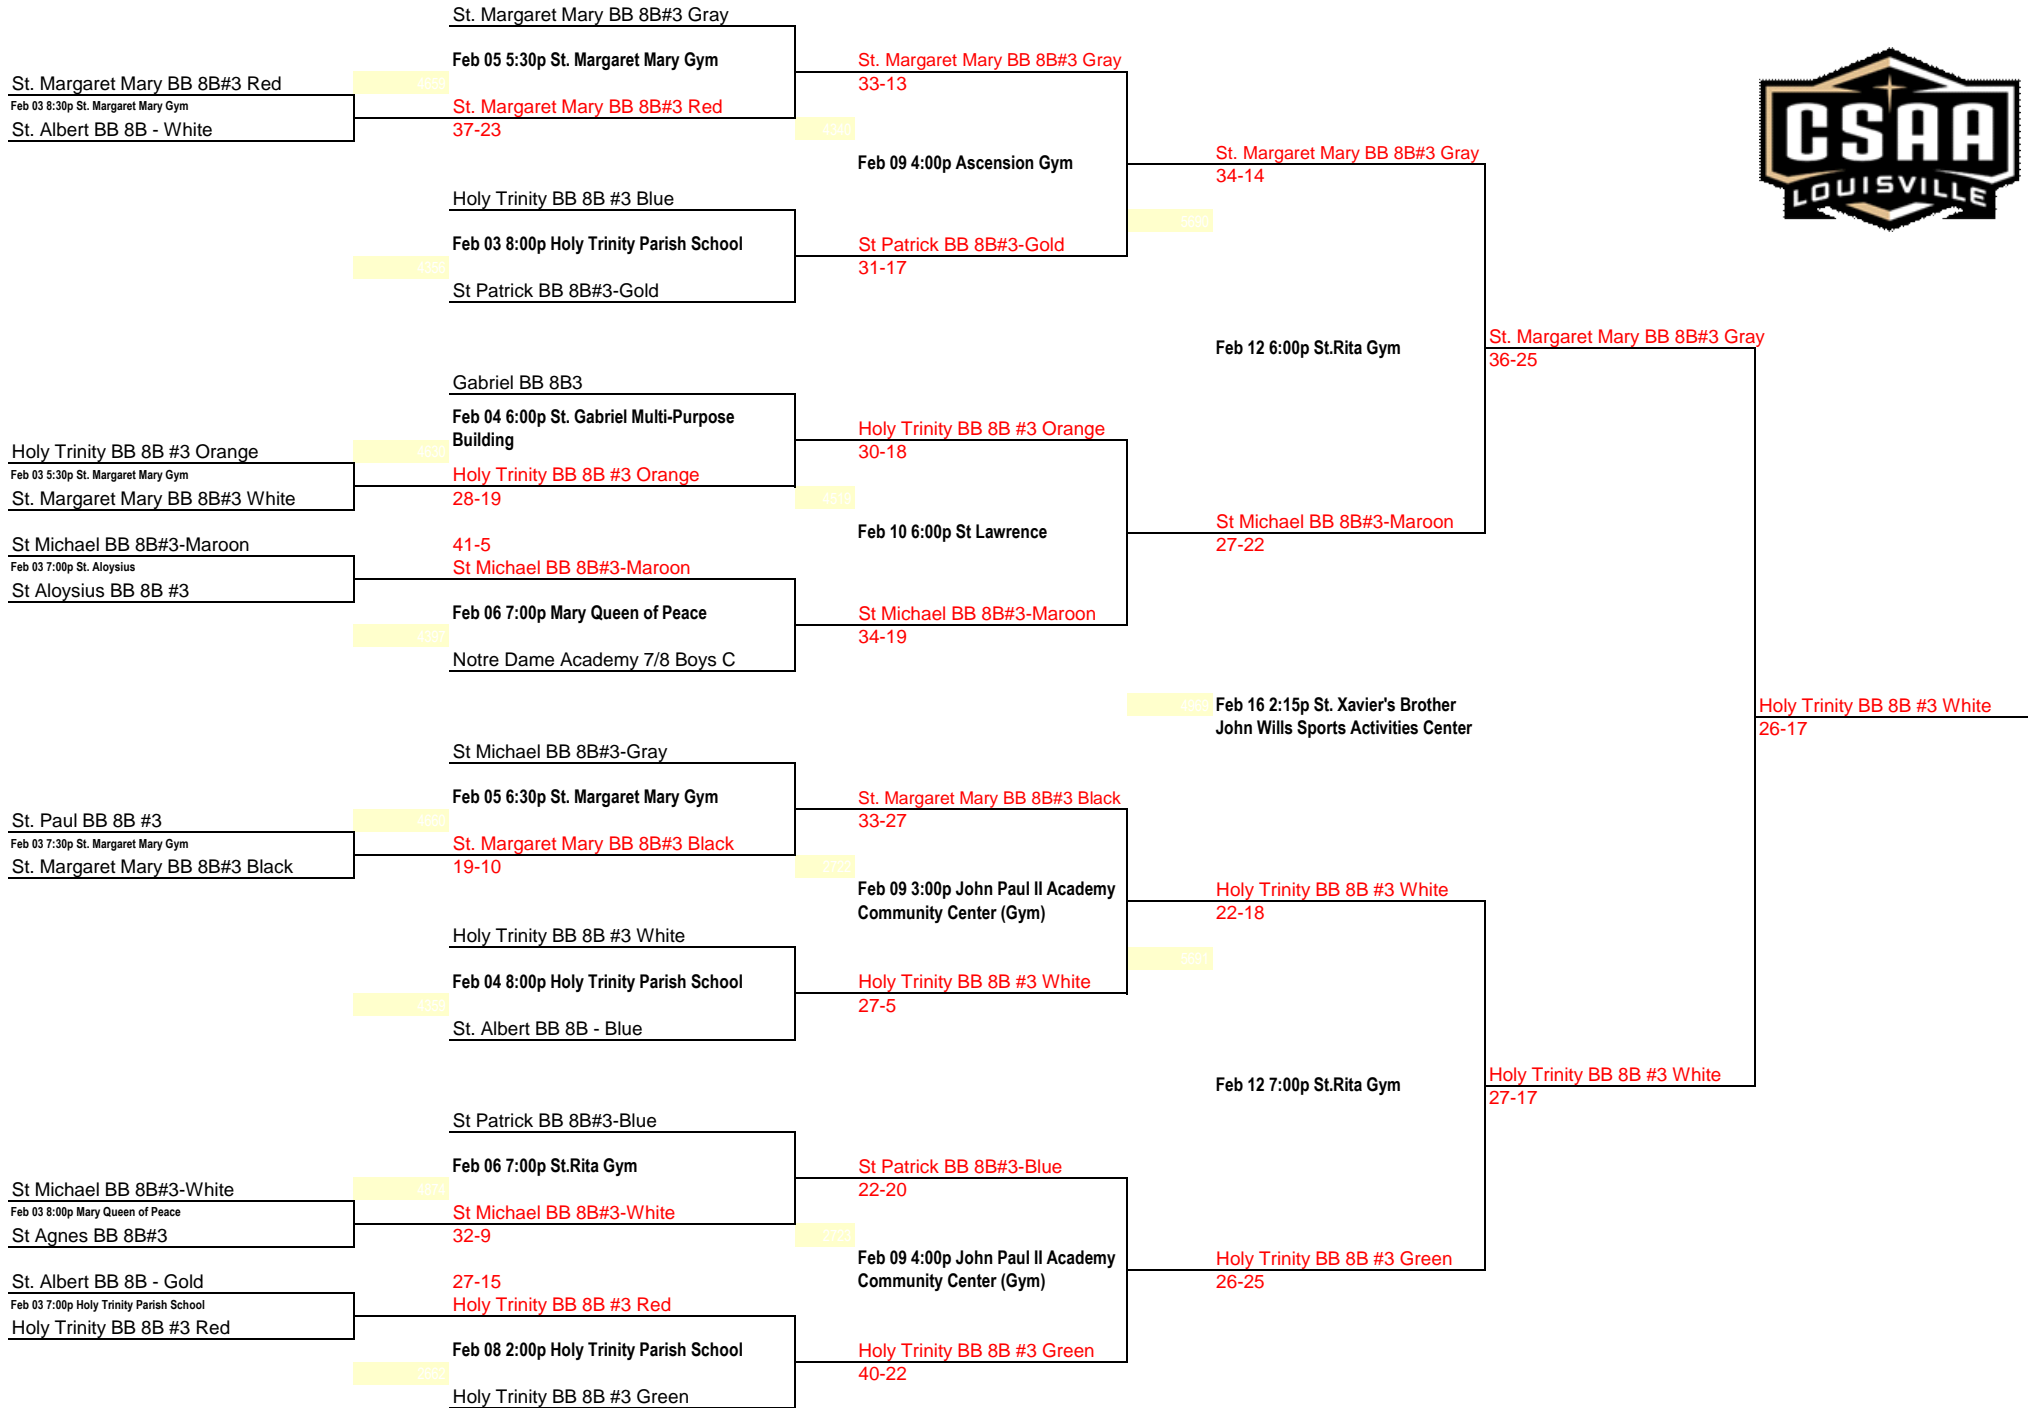 St. Margaret Mary BB 8B#3 Gray
Feb 05 5:30p St. Margaret Mary Gym
St. Margaret Mary BB 8B#3 Gray
33-13
St. Margaret Mary BB 8B#3 Red
Feb 03 8:30p St. Margaret Mary Gym
St. Albert BB 8B - White
St. Margaret Mary BB 8B#3 Red
37-23
Feb 09 4:00p Ascension Gym
St. Margaret Mary BB 8B#3 Gray
34-14
CSAA
LOUISVILLE
Holy Trinity BB 8B #3 Blue
Feb 03 8:00p Holy Trinity Parish School
St Patrick BB 8B#3-Gold
St Patrick BB 8B#3-Gold
31-17
Feb 12 6:00p St.Rita Gym
St. Margaret Mary BB 8B#3 Gray
36-25
Gabriel BB 8B3
Feb 04 6:00p St. Gabriel Multi-Purpose
Building
Holy Trinity BB 8B #3 Orange
30-18
Holy Trinity BB 8B #3 Orange
Feb 03 5:30p St. Margaret Mary Gym
St. Margaret Mary BB 8B#3 White
Holy Trinity BB 8B #3 Orange
28-19
Feb 10 6:00p St Lawrence
St Michael BB 8B#3-Maroon
27-22
St Michael BB 8B#3-Maroon
Feb 03 7:00p St. Aloysius
St Aloysius BB 8B #3
41-5
St Michael BB 8B#3-Maroon
Feb 06 7:00p Mary Queen of Peace
Notre Dame Academy 7/8 Boys C
St Michael BB 8B#3-Maroon
34-19
Feb 16 2:15p St. Xavier's Brother
John Wills Sports Activities Center
Holy Trinity BB 8B #3 White
26-17
St Michael BB 8B#3-Gray
Feb 05 6:30p St. Margaret Mary Gym
St. Margaret Mary BB 8B#3 Black
33-27
St. Paul BB 8B #3
Feb 03 7:30p St. Margaret Mary Gym
St. Margaret Mary BB 8B#3 Black
St. Margaret Mary BB 8B#3 Black
19-10
Feb 09 3:00p John Paul II Academy
Community Center (Gym)
Holy Trinity BB 8B #3 White
22-18
Holy Trinity BB 8B #3 White
Feb 04 8:00p Holy Trinity Parish School
St. Albert BB 8B - Blue
Holy Trinity BB 8B #3 White
27-5
Feb 12 7:00p St.Rita Gym
Holy Trinity BB 8B #3 White
27-17
St Patrick BB 8B#3-Blue
Feb 06 7:00p St.Rita Gym
St Patrick BB 8B#3-Blue
22-20
St Michael BB 8B#3-White
Feb 03 8:00p Mary Queen of Peace
St Agnes BB 8B#3
St Michael BB 8B#3-White
32-9
Feb 09 4:00p John Paul II Academy
Community Center (Gym)
Holy Trinity BB 8B #3 Green
26-25
St. Albert BB 8B - Gold
Feb 03 7:00p Holy Trinity Parish School
Holy Trinity BB 8B #3 Red
27-15
Holy Trinity BB 8B #3 Red
Feb 08 2:00p Holy Trinity Parish School
Holy Trinity BB 8B #3 Green
Holy Trinity BB 8B #3 Green
40-22